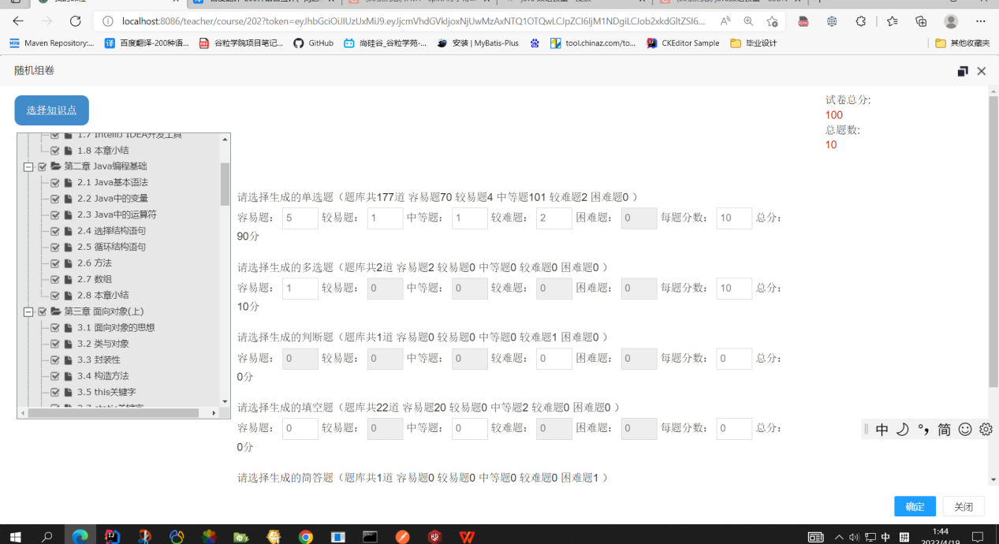 localhost:8086/teacher/course/202?token=eyJhbGciOiJIUzUxMiJ9.eyJjcmVhdGVkIjoxNjUwMzAxNTQ1OTQwLCJpZCI6IjM1NDgiLCJob2xkdGltZSI6...
Maven Repository:... 百度翻译-200种语... 谷粒学院项目笔记... GitHub 尚硅谷_谷粒学苑-... 安装 | MyBatis-Plus tool.chinaz.com/to... CKEditor Sample 毕业设计 其他收藏夹
随机组卷
选择知识点
试卷总分:
100
总题数:
10
1.7 IntelliJ IDEA开发工具
1.8 本章小结
第二章 Java编程基础
2.1 Java基本语法
2.2 Java中的变量
2.3 Java中的运算符
2.4 选择结构语句
2.5 循环结构语句
2.6 方法
2.7 数组
2.8 本章小结
第三章 面向对象(上)
3.1 面向对象的思想
3.2 类与对象
3.3 封装性
3.4 构造方法
3.5 this关键字
请选择生成的单选题（题库共177道 容易题70 较易题4 中等题101 较难题2 困难题0 ）
容易题： 5 较易题： 1 中等题： 1 较难题： 2 困难题： 0 每题分数： 10 总分：
90分
请选择生成的多选题（题库共2道 容易题2 较易题0 中等题0 较难题0 困难题0 ）
容易题： 1 较易题： 0 中等题： 0 较难题： 0 困难题： 0 每题分数： 10 总分：
10分
请选择生成的判断题（题库共1道 容易题0 较易题0 中等题0 较难题1 困难题0 ）
容易题： 0 较易题： 0 中等题： 0 较难题： 0 困难题： 0 每题分数： 0 总分：
0分
请选择生成的填空题（题库共22道 容易题20 较易题0 中等题2 较难题0 困难题0 ）
容易题： 0 较易题： 0 中等题： 0 较难题： 0 困难题： 0 每题分数： 0 总分：
0分
请选择生成的简答题（题库共1道 容易题0 较易题0 中等题0 较难题0 困难题1 ）
中 °, 简
确定 关闭
中 拼 1:44
2022/4/19